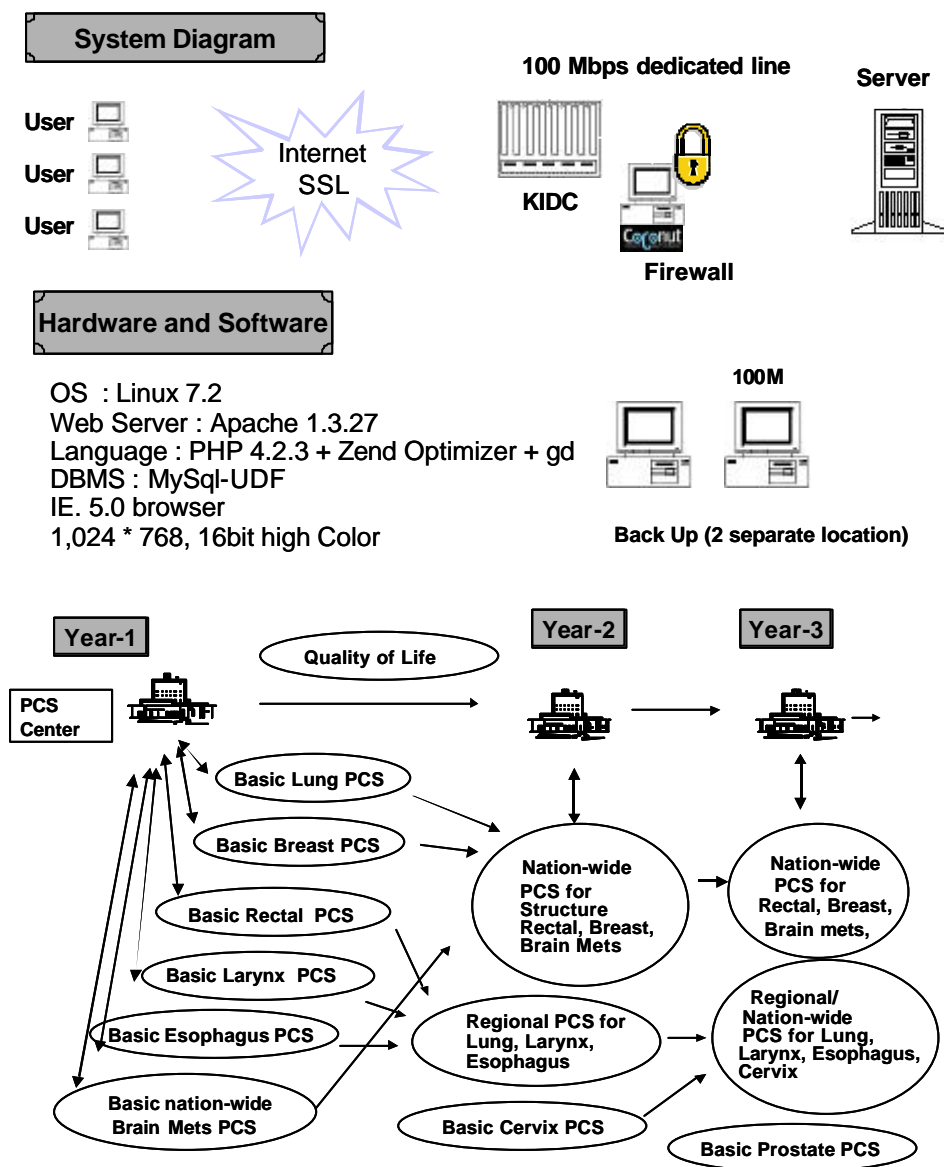 System Diagram
100 Mbps dedicated line
Server
User
User
User
Internet
SSL
KIDC
Coconut
Firewall
Hardware and Software
OS : Linux 7.2
Web Server : Apache 1.3.27
Language : PHP 4.2.3 + Zend Optimizer + gd
DBMS : MySql-UDF
IE. 5.0 browser
1,024 * 768, 16bit high Color
100M
Back Up (2 separate location)
Year-1
Year-2
Year-3
Quality of Life
PCS
Center
Basic Lung PCS
Basic Breast PCS
Basic Rectal PCS
Basic Larynx PCS
Basic Esophagus PCS
Basic nation-wide
Brain Mets PCS
Nation-wide
PCS for
Structure
Rectal, Breast,
Brain Mets
Nation-wide
PCS for
Rectal, Breast,
Brain mets,
Regional PCS for
Lung, Larynx,
Esophagus
Regional/
Nation-wide
PCS for Lung,
Larynx, Esophagus,
Cervix
Basic Cervix PCS
Basic Prostate PCS